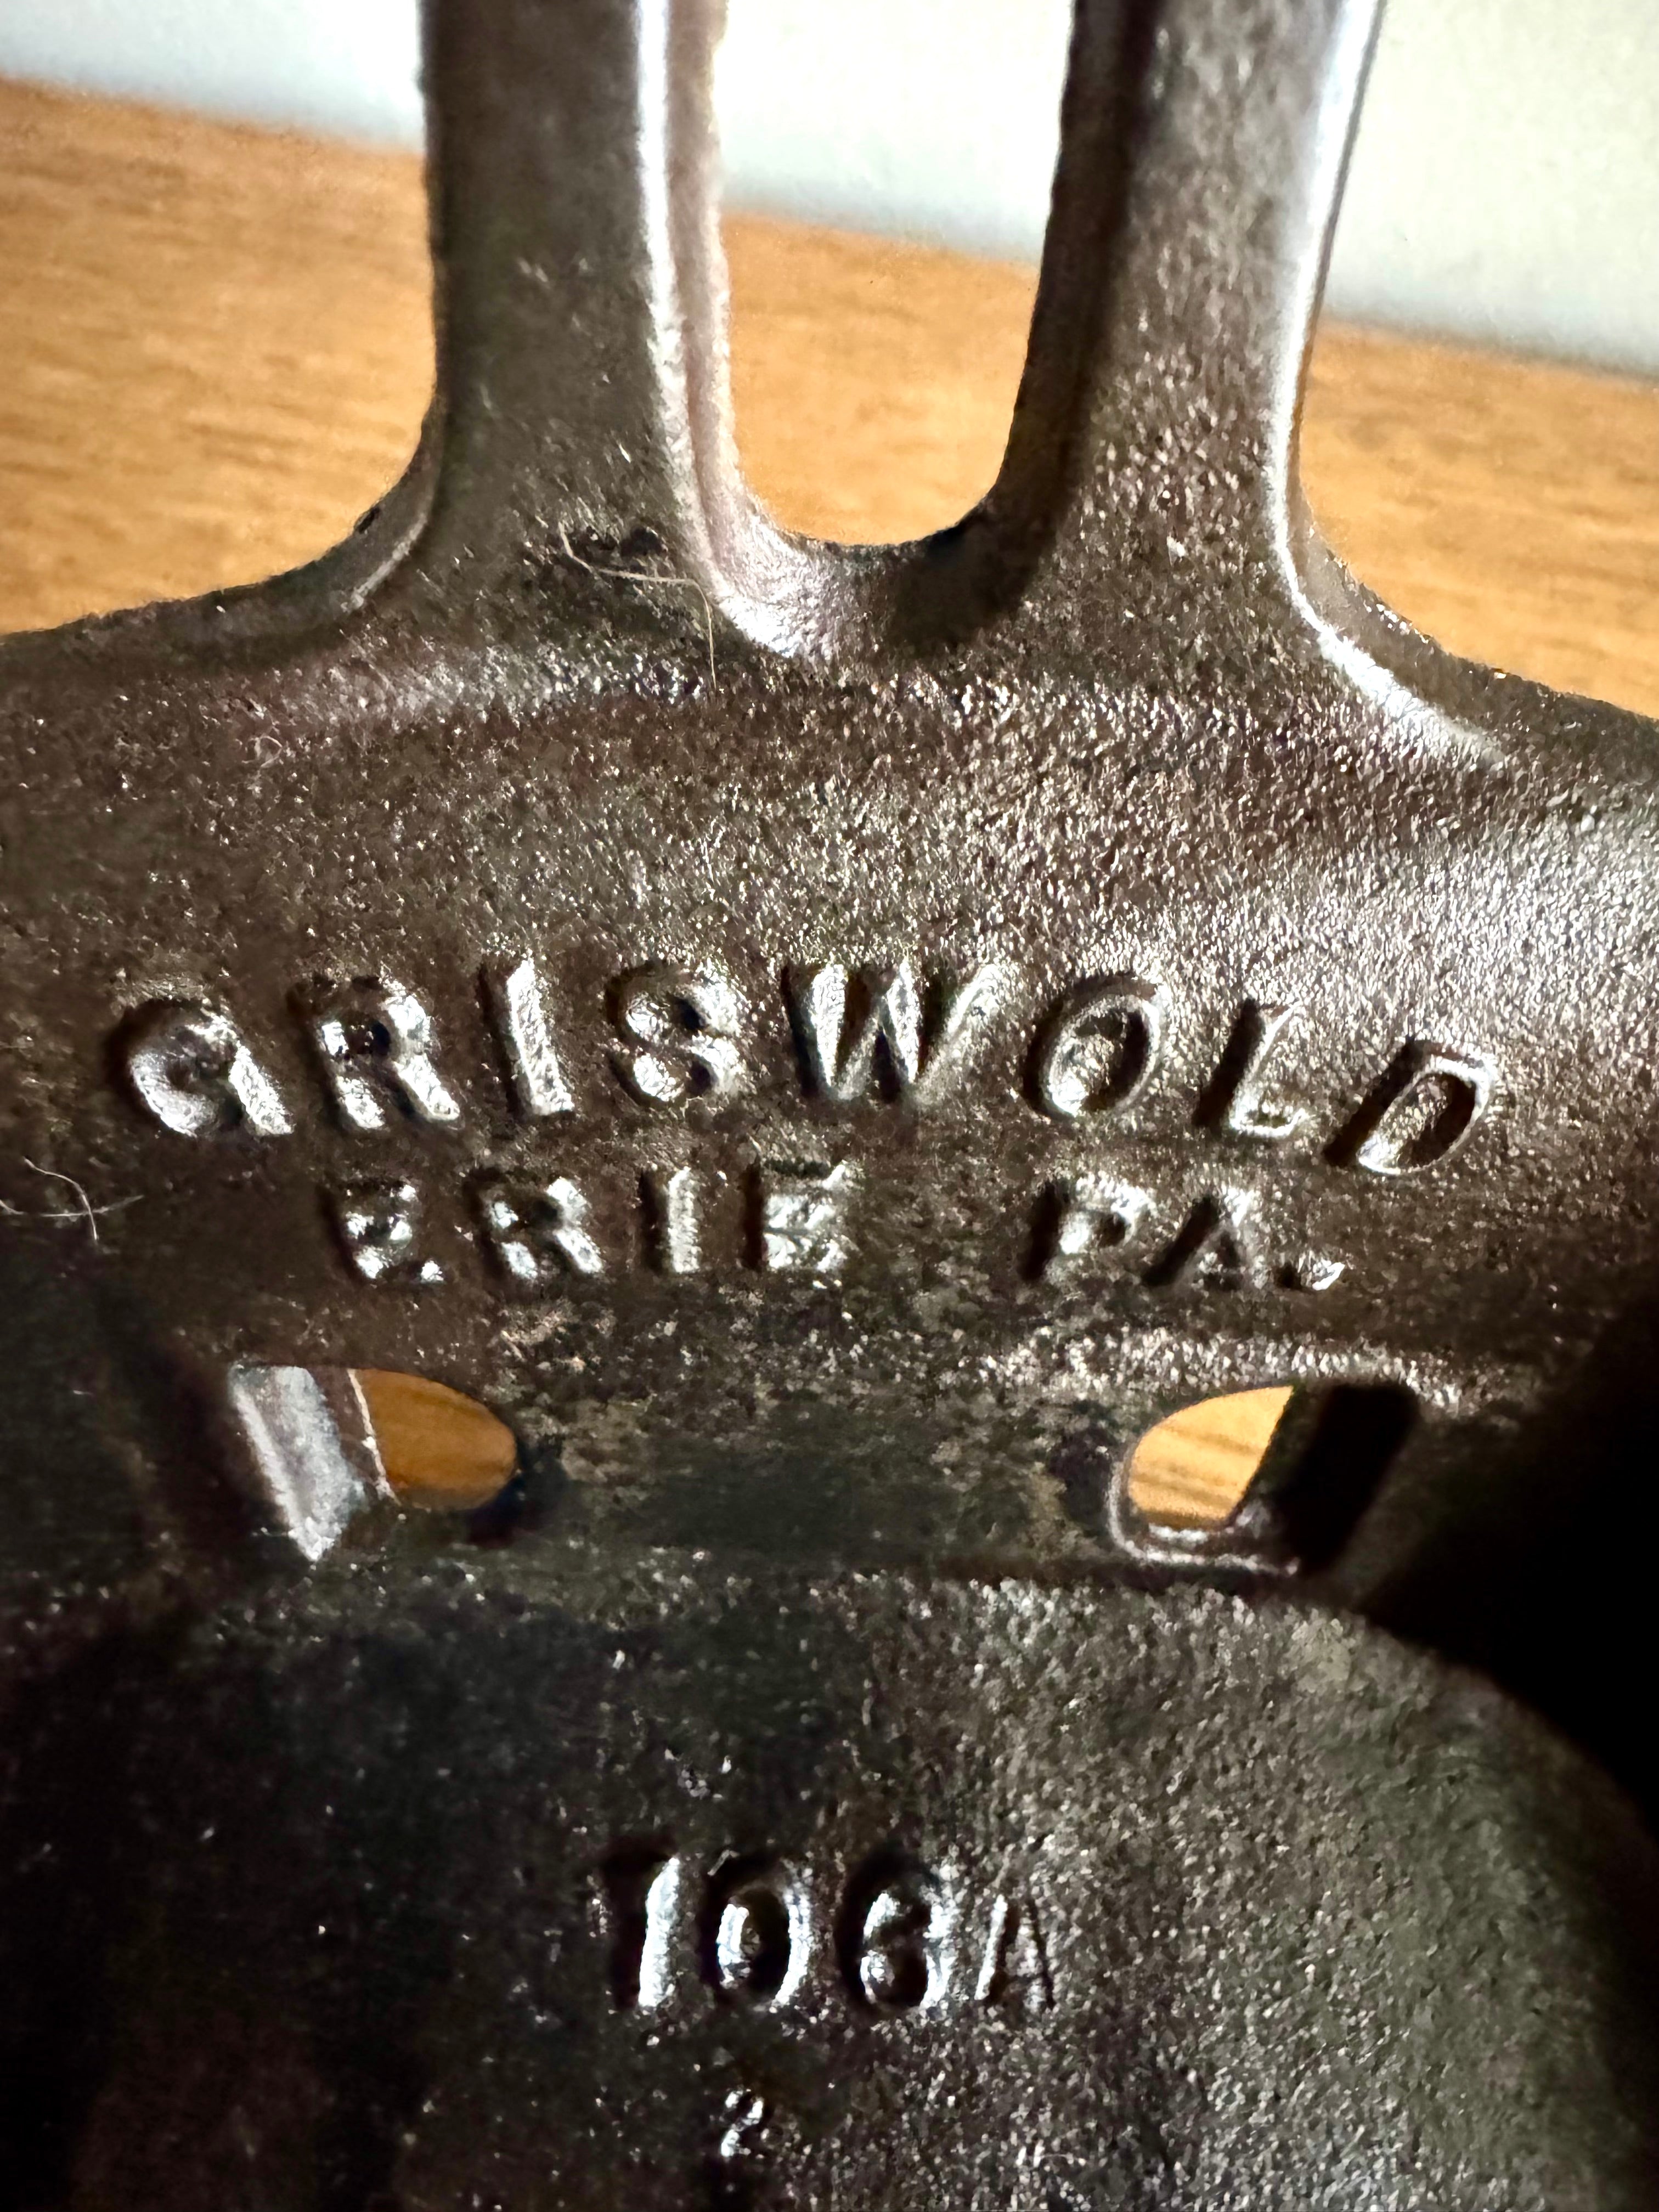 GRISWOLD
ERIE PA.
106A
2